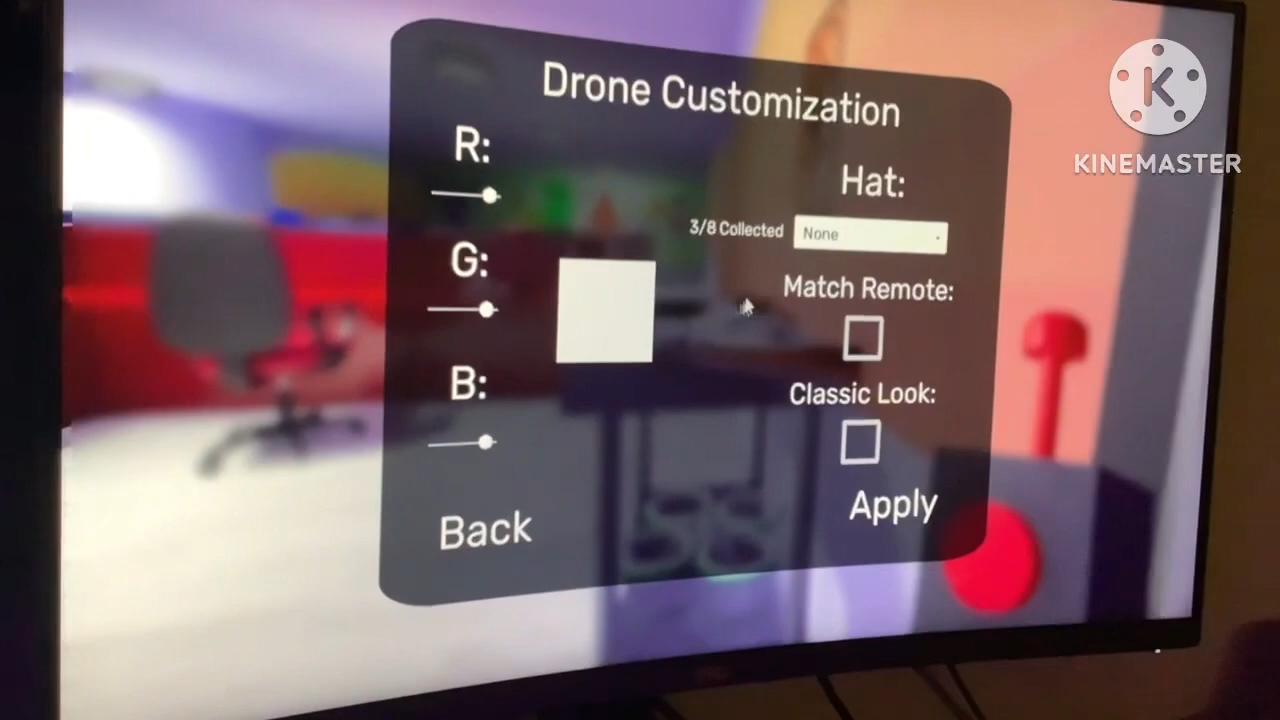 Drone Customization
R:
G:
B:
Hat:
3/8 Collected
None
Match Remote:
Classic Look:
Back
Apply
K
KINEMASTER